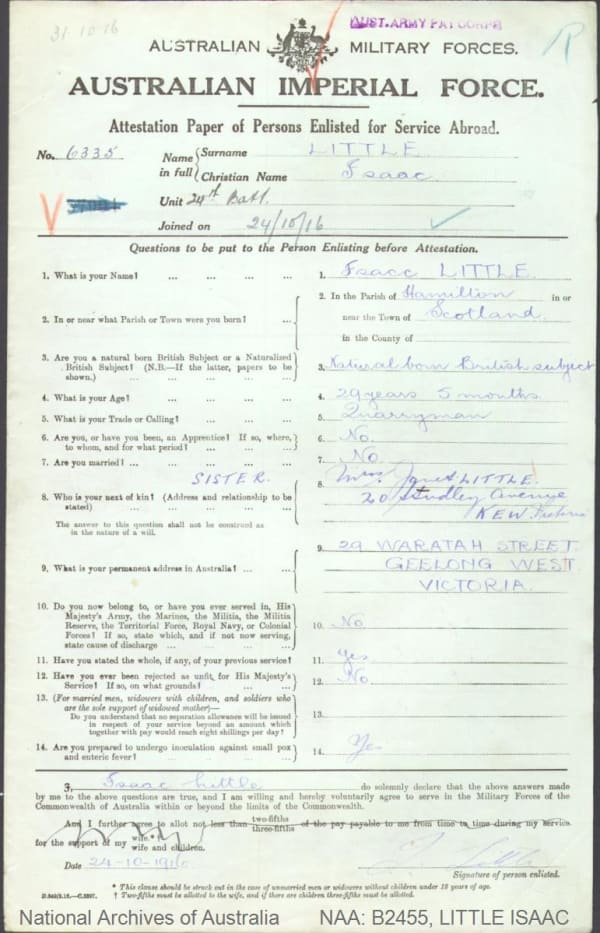 31.10.16
AUST. ARMY PAY CORPS
AUSTRALIAN MILITARY FORCES.
AUSTRALIAN IMPERIAL FORCE.
Attestation Paper of Persons Enlisted for Service Abroad.
No. 6335
Name in full { Surname LITTLE
Christian Name Isaac
Unit 24th Batt.
Joined on 24/10/16
Questions to be put to the Person Enlisting before Attestation.
1. What is your Name? ... ... ... ... 1. Isaac LITTLE.
2. In or near what Parish or Town were you born? ... 2. In the Parish of Hamilton in or
near the Town of Scotland
in the County of
3. Are you a natural born British Subject or a Naturalized
British Subject? (N.B.—If the latter, papers to be
shown.) ... ... ... ... 3. Natural born British subject
4. What is your Age? ... ... ... ... 4. 29 years 5 months
5. What is your Trade or Calling? ... ... ... 5. Quarryman
6. Are you, or have you been, an Apprentice? If so, where,
to whom, and for what period? ... ... ... 6. No.
7. Are you married? ... ... ... ... 7. No
SISTER.
8. Who is your next of kin? (Address and relationship to be
stated) ... ... ... ... 8. Mrs. Janet LITTLE.
20 Studley Avenue
KEW. Victoria
The answer to this question shall not be construed as
in the nature of a will.
9. What is your permanent address in Australia? ... ... 9. 29 WARATAH STREET.
GEELONG WEST.
VICTORIA.
10. Do you now belong to, or have you ever served in, His
Majesty's Army, the Marines, the Militia, the Militia
Reserve, the Territorial Force, Royal Navy, or Colonial
Forces? If so, state which, and if not now serving,
state cause of discharge ... ... ... ... 10. No
11. Have you stated the whole, if any, of your previous service? 11. Yes
12. Have you ever been rejected as unfit for His Majesty's
Service? If so, on what grounds? ... ... ... 12. No
13. (For married men, widowers with children, and soldiers who
are the sole support of widowed mother)—
Do you understand that no separation allowance will be issued
in respect of your service beyond an amount which
together with pay would reach eight shillings per day? 13.
14. Are you prepared to undergo inoculation against small pox
and enteric fever? ... ... ... ... 14. Yes
I, Isaac Little do solemnly declare that the above answers made
by me to the above questions are true, and I am willing and hereby voluntarily agree to serve in the Military Forces of the
Commonwealth of Australia within or beyond the limits of the Commonwealth.
And I further agree to allot not less than two-fifths three-fifths of the pay payable to me from time to time during my service
for the support of my wife.*†
wife and children.
Date 24-10-1916
I. Little
Signature of person enlisted.
* This clause should be struck out in the case of unmarried men or widowers without children under 18 years of age.
† Two-fifths must be allotted to the wife, and if there are children three-fifths must be allotted.
National Archives of Australia NAA: B2455, LITTLE ISAAC